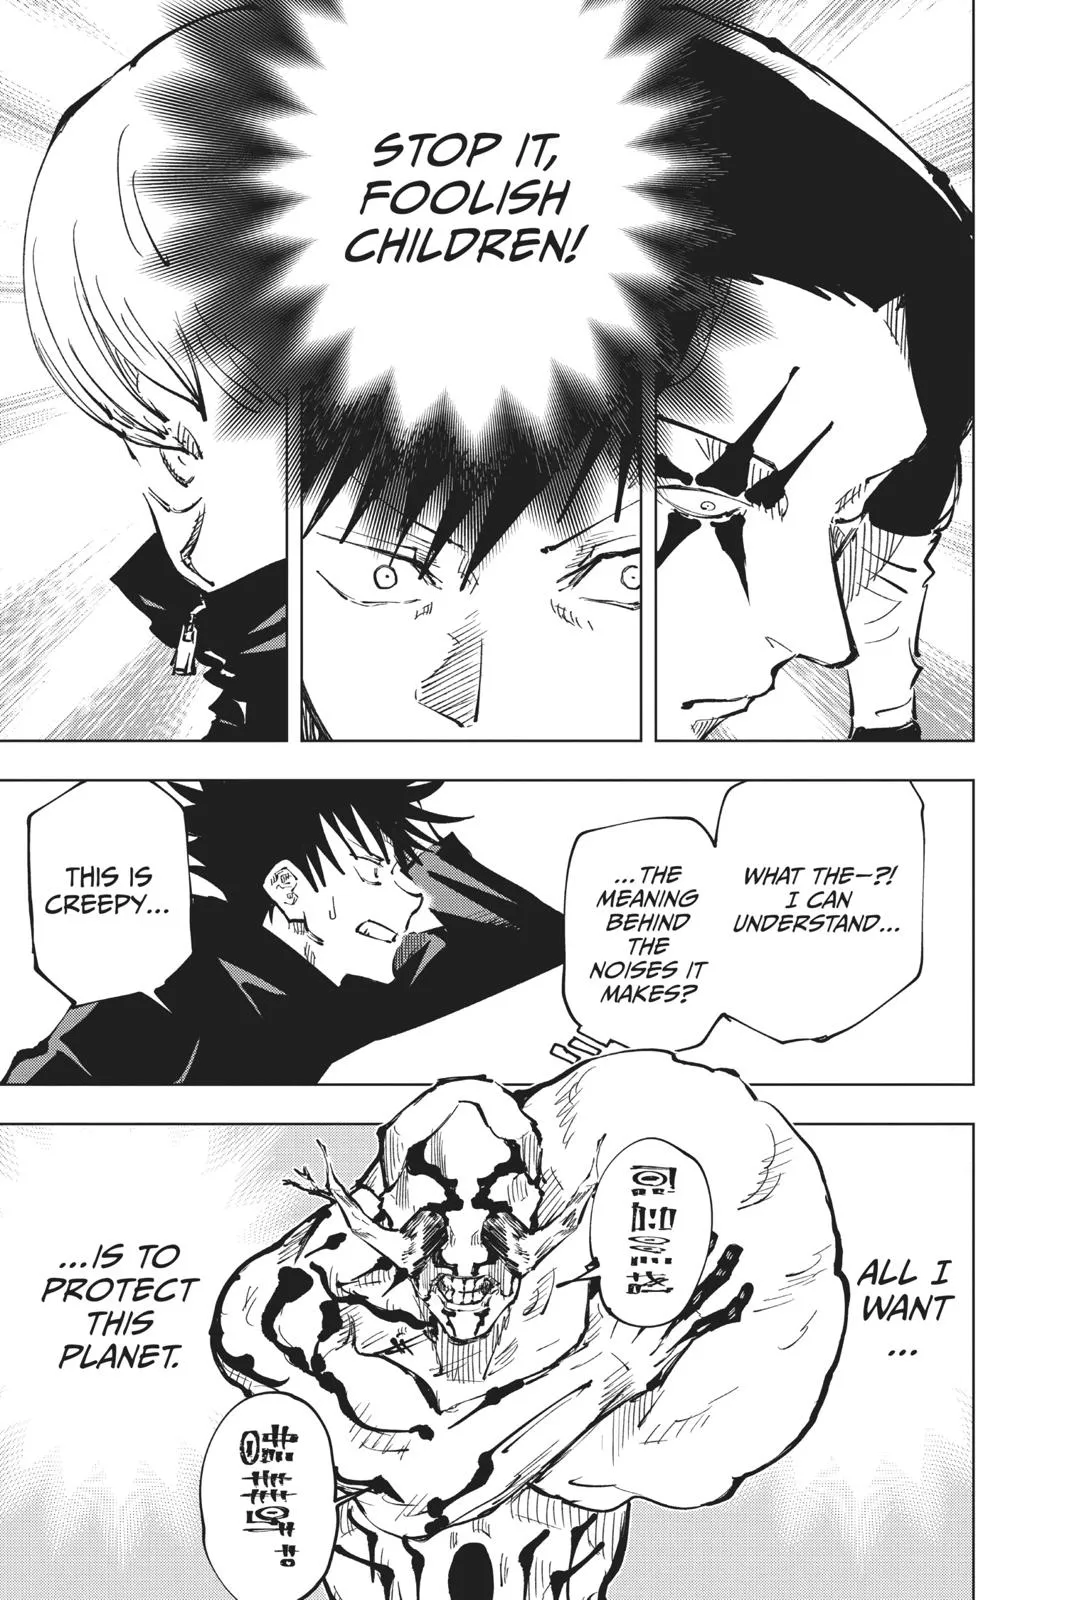 STOP IT,
FOOLISH
CHILDREN!
WHAT THE—?!
I CAN
UNDERSTAND...
...THE
MEANING
BEHIND
THE
NOISES IT
MAKES?
THIS IS
CREEPY...
ALL I
WANT
...
...IS TO
PROTECT
THIS
PLANET.